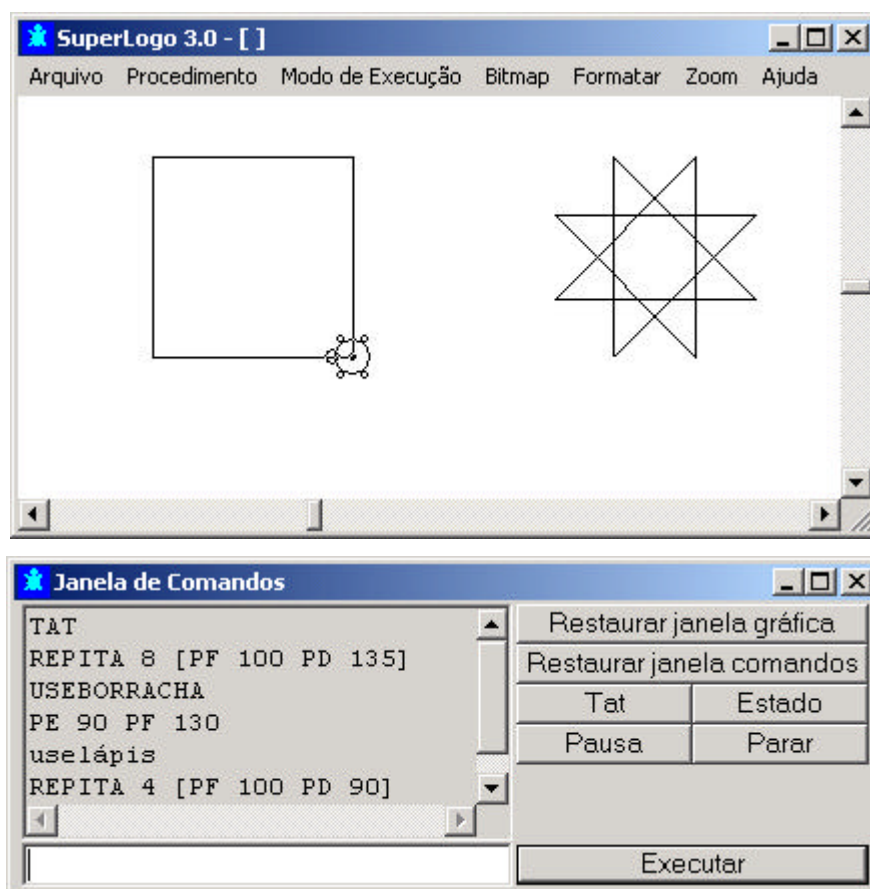 SuperLogo 3.0 - [ ]
Arquivo Procedimento Modo de Execução Bitmap Formatar Zoom Ajuda
Janela de Comandos
TAT
REPITA 8 [PF 100 PD 135]
USEBORRACHA
PE 90 PF 130
uselápis
REPITA 4 [PF 100 PD 90]
Restaurar janela gráfica
Restaurar janela comandos
Tat Estado
Pausa Parar
Executar